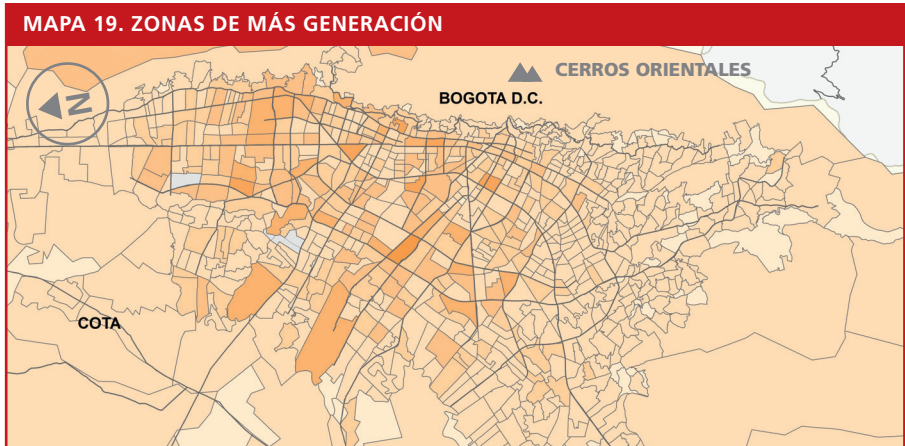 MAPA 19. ZONAS DE MÁS GENERACIÓN
CERROS ORIENTALES
BOGOTA D.C.
N
COTA